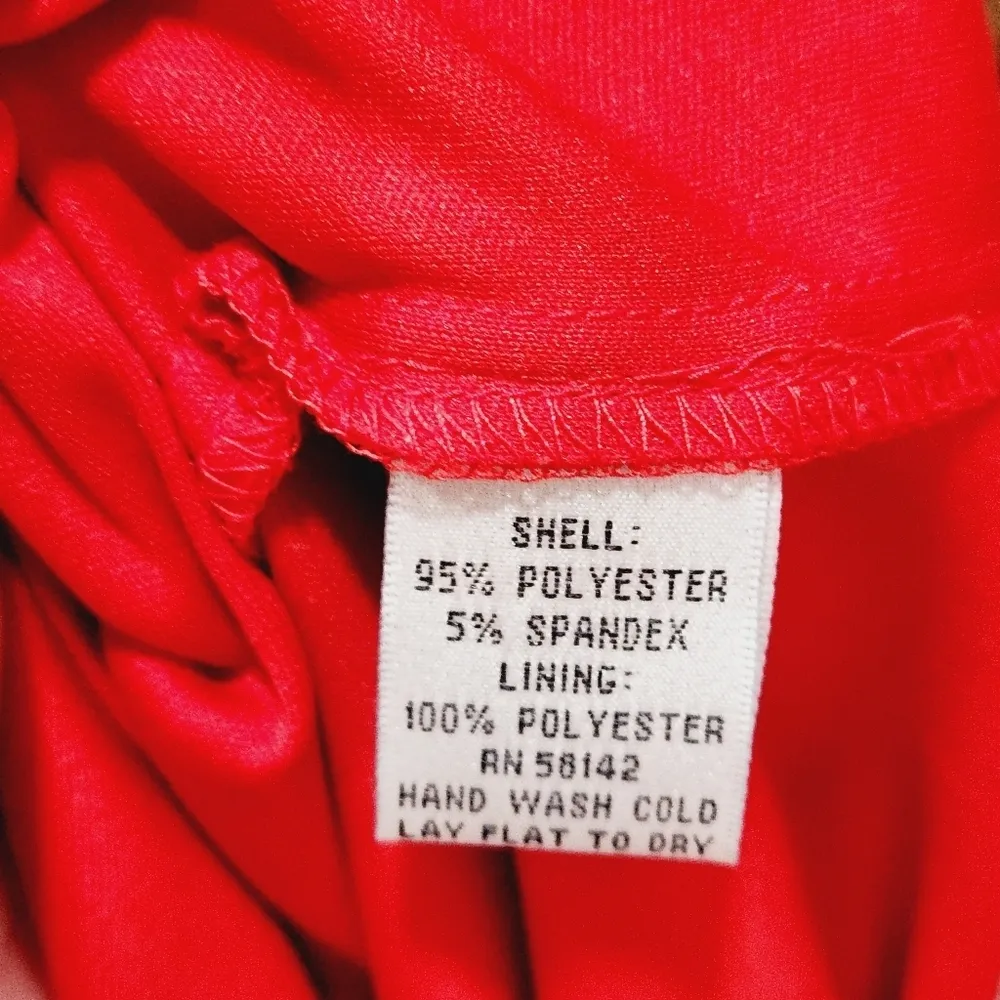 SHELL:
95% POLYESTER
5% SPANDEX
LINING:
100% POLYESTER
RN 58142
HAND WASH COLD
LAY FLAT TO DRY